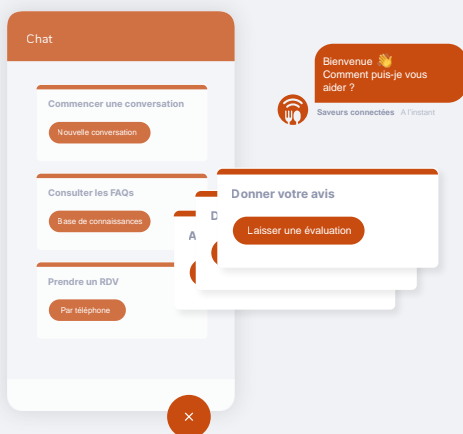 Chat
Commencer une conversation
Nouvelle conversation
Consulter les FAQs
Base de connaissances
Prendre un RDV
Par téléphone
Bienvenue 👋
Comment puis-je vous
aider ?
Saveurs connectées A l'instant
Donner votre avis
Laisser une évaluation
D
A